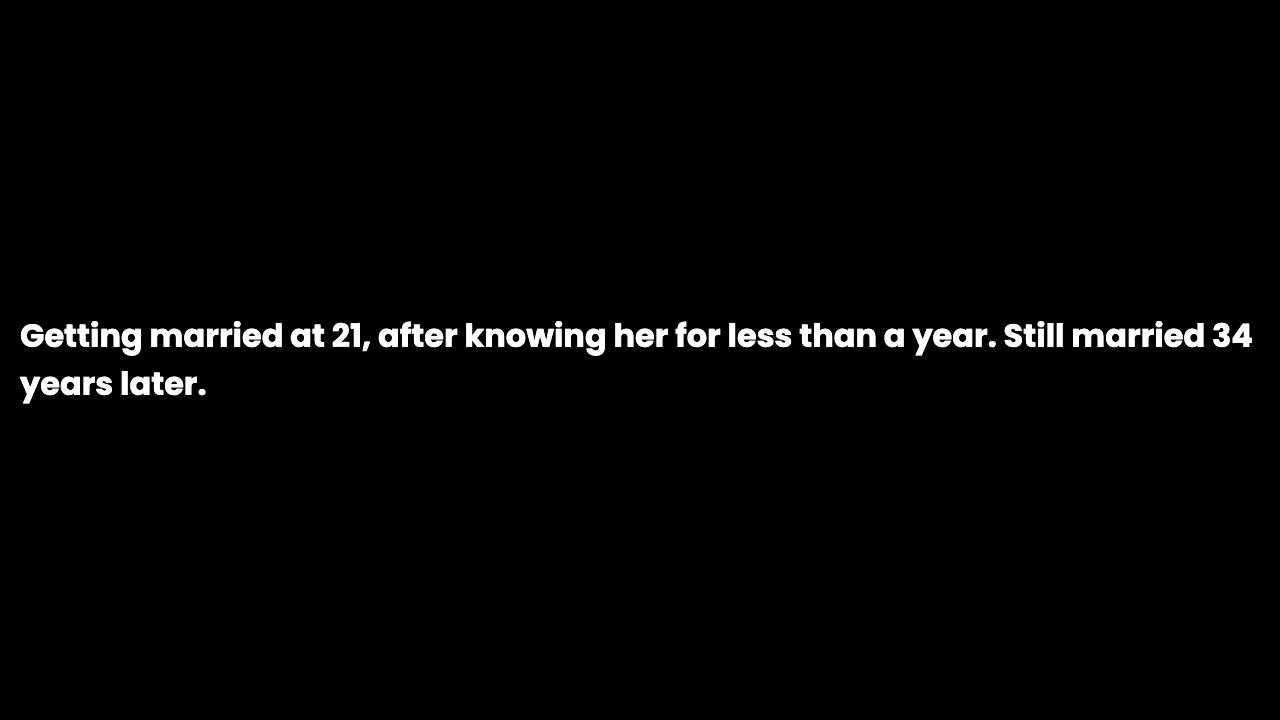 Getting married at 21, after knowing her for less than a year. Still married 34
years later.